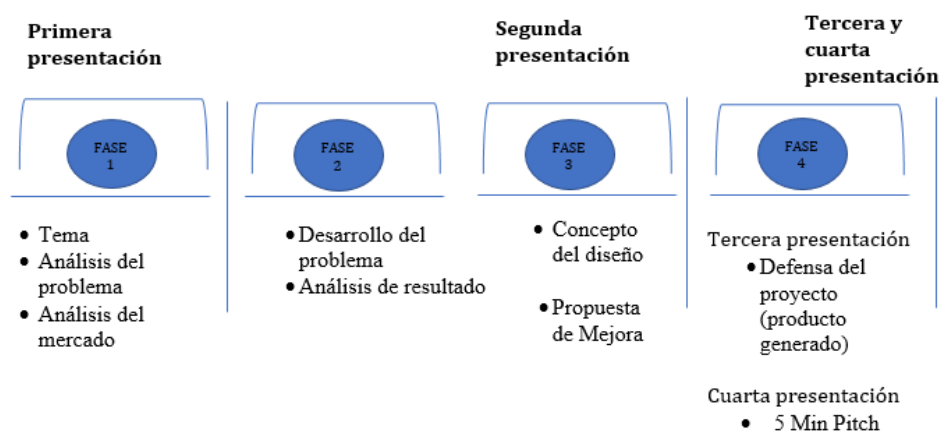 Primera
presentación
Segunda
presentación
Tercera y
cuarta
presentación
FASE
1
FASE
2
FASE
3
FASE
4
• Tema
• Análisis del
problema
• Análisis del
mercado
• Desarrollo del
problema
• Análisis de resultado
• Concepto
del diseño
• Propuesta
de Mejora
Tercera presentación
• Defensa del
proyecto
(producto
generado)
Cuarta presentación
• 5 Min Pitch